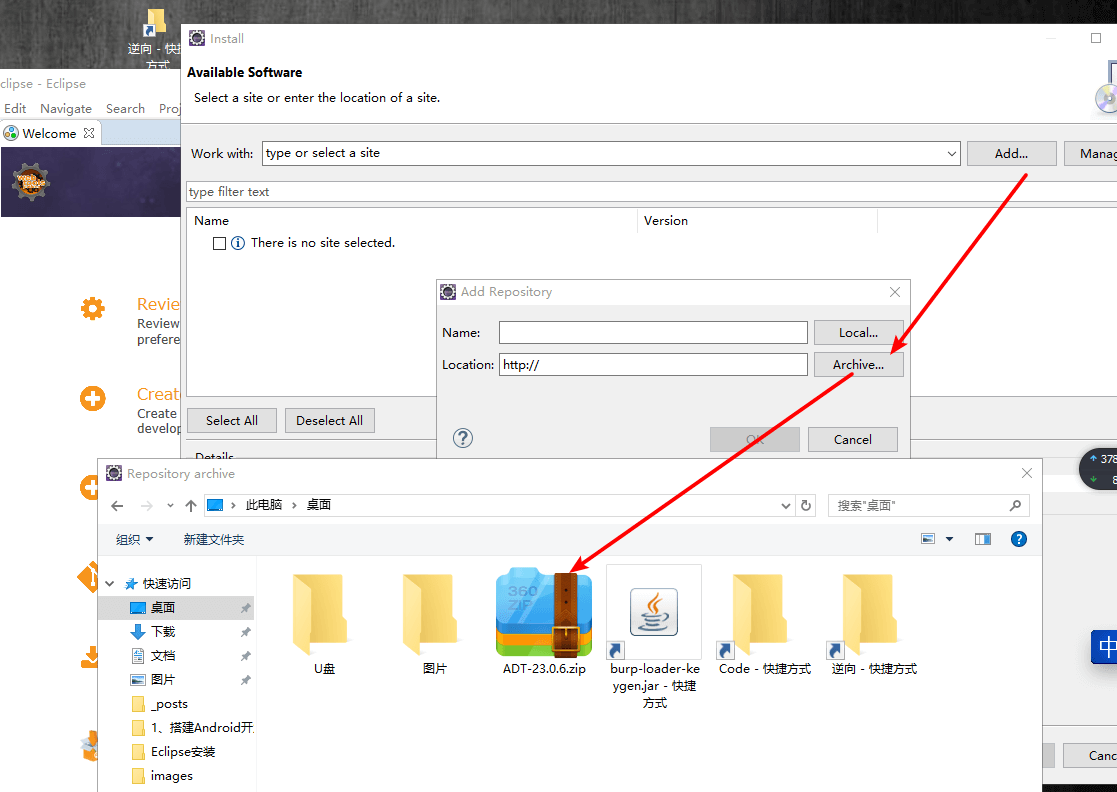 逆向 - 快捷
方式
Install
Available Software
Select a site or enter the location of a site.
clipse - Eclipse
Edit Navigate Search Proj
Welcome
Work with: type or select a site Add... Manag
type filter text
Name Version
There is no site selected.
Add Repository
Name: Local...
Location: http:// Archive...
OK Cancel
Revie
Review
prefere
Creat
Create
develop
Select All Deselect All
Details
Repository archive
378
8
此电脑 桌面
搜索"桌面"
组织 新建文件夹
快速访问
桌面
下载
文档
图片
_posts
1、搭建Android开
Eclipse安装
images
360
ZIP
U盘
图片
ADT-23.0.6.zip
burp-loader-ke
ygen.jar - 快捷
方式
Code - 快捷方式
逆向 - 快捷方式
中
Canc